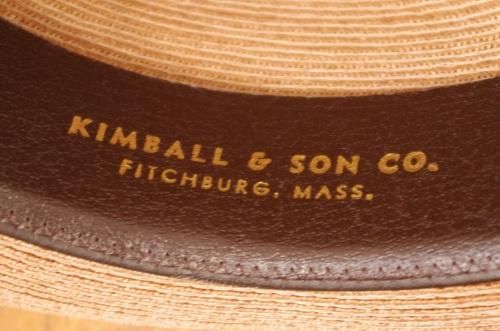 KIMBALL & SON CO.
FITCHBURG, MASS.